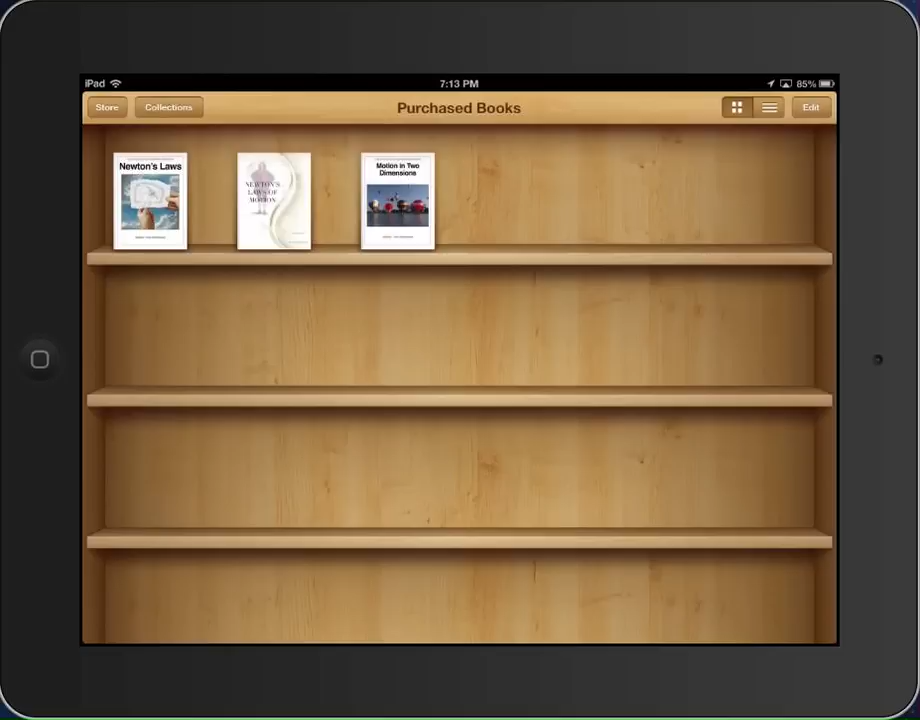 iPad
7:13 PM
85%
Store
Collections
Purchased Books
Edit
Newton's Laws
NEWTON'S
LAWS OF
MOTION
Motion in Two
Dimensions